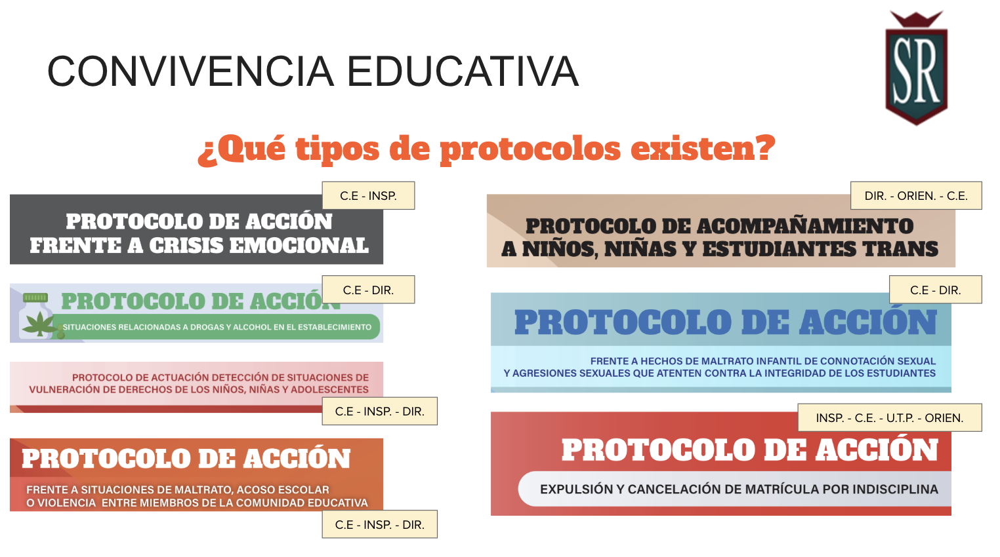 CONVIVENCIA EDUCATIVA
SR
¿Qué tipos de protocolos existen?
C.E - INSP.
PROTOCOLO DE ACCIÓN
FRENTE A CRISIS EMOCIONAL
C.E - DIR.
PROTOCOLO DE ACCIÓN
SITUACIONES RELACIONADAS A DROGAS Y ALCOHOL EN EL ESTABLECIMIENTO
PROTOCOLO DE ACTUACIÓN DETECCIÓN DE SITUACIONES DE
VULNERACIÓN DE DERECHOS DE LOS NIÑOS, NIÑAS Y ADOLESCENTES
C.E - INSP. - DIR.
PROTOCOLO DE ACCIÓN
FRENTE A SITUACIONES DE MALTRATO, ACOSO ESCOLAR
O VIOLENCIA ENTRE MIEMBROS DE LA COMUNIDAD EDUCATIVA
C.E - INSP. - DIR.
DIR. - ORIEN. - C.E.
PROTOCOLO DE ACOMPAÑAMIENTO
A NIÑOS, NIÑAS Y ESTUDIANTES TRANS
C.E - DIR.
PROTOCOLO DE ACCIÓN
FRENTE A HECHOS DE MALTRATO INFANTIL DE CONNOTACIÓN SEXUAL
Y AGRESIONES SEXUALES QUE ATENTEN CONTRA LA INTEGRIDAD DE LOS ESTUDIANTES
INSP. - C.E. - U.T.P. - ORIEN.
PROTOCOLO DE ACCIÓN
EXPULSIÓN Y CANCELACIÓN DE MATRÍCULA POR INDISCIPLINA